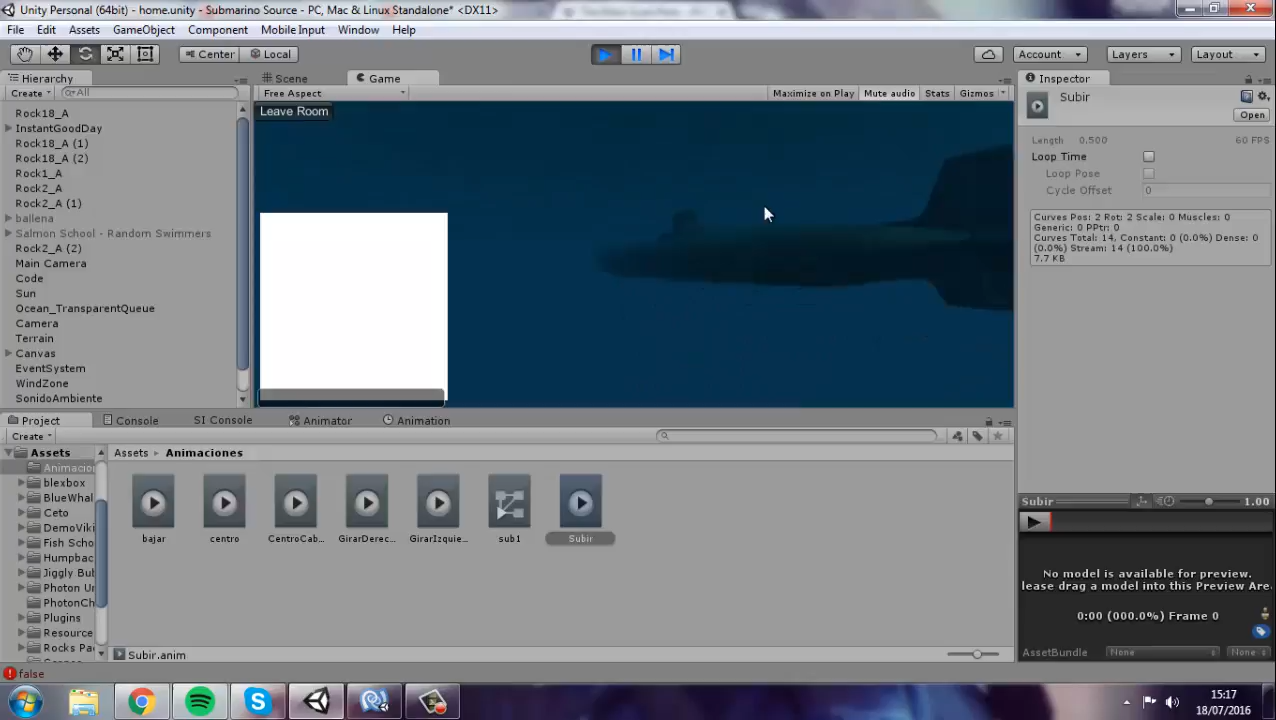 Unity Personal (64bit) - home.unity - Submarino Source - PC, Mac & Linux Standalone* <DX11>
File Edit Assets GameObject Component Mobile Input Window Help
Center Local Account Layers Layout
Hierarchy Scene Game Inspector
Create All Free Aspect Maximize on Play Mute audio Stats Gizmos Subir
Open
Leave Room
Rock18_A
InstantGoodDay
Rock18_A (1)
Rock18_A (2)
Rock1_A
Rock2_A
Rock2_A (1)
ballena
Salmon School - Random Swimmers
Rock2_A (2)
Main Camera
Code
Sun
Ocean_TransparentQueue
Camera
Terrain
Canvas
EventSystem
WindZone
SonidoAmbiente
Length 0.500 60 FPS
Loop Time
Loop Pose
Cycle Offset 0
Curves Pos: 2 Rot: 2 Scale: 0 Muscles: 0
Generic: 0 PPtr: 0
Curves Total: 14, Constant: 0 (0.0%) Dense: 0
(0.0%) Stream: 14 (100.0%)
7.7 KB
Project Console SI Console Animator Animation
Create
Assets Assets Animaciones
Animacior
blexbox
BlueWhal
Ceto
DemoViki
Fish Scho
Humpbac
Jiggly Bul
Photon Un
PhotonCh
Plugins
Resource
Rocks Pac
bajar centro CentroCab... GirarDerec... GirarIzquie... sub1 Subir
Subir.anim
Subir 1.00
No model is available for preview.
lease drag a model into this Preview Area
0:00 (000.0%) Frame 0
AssetBundle None None
false
15:17
18/07/2016